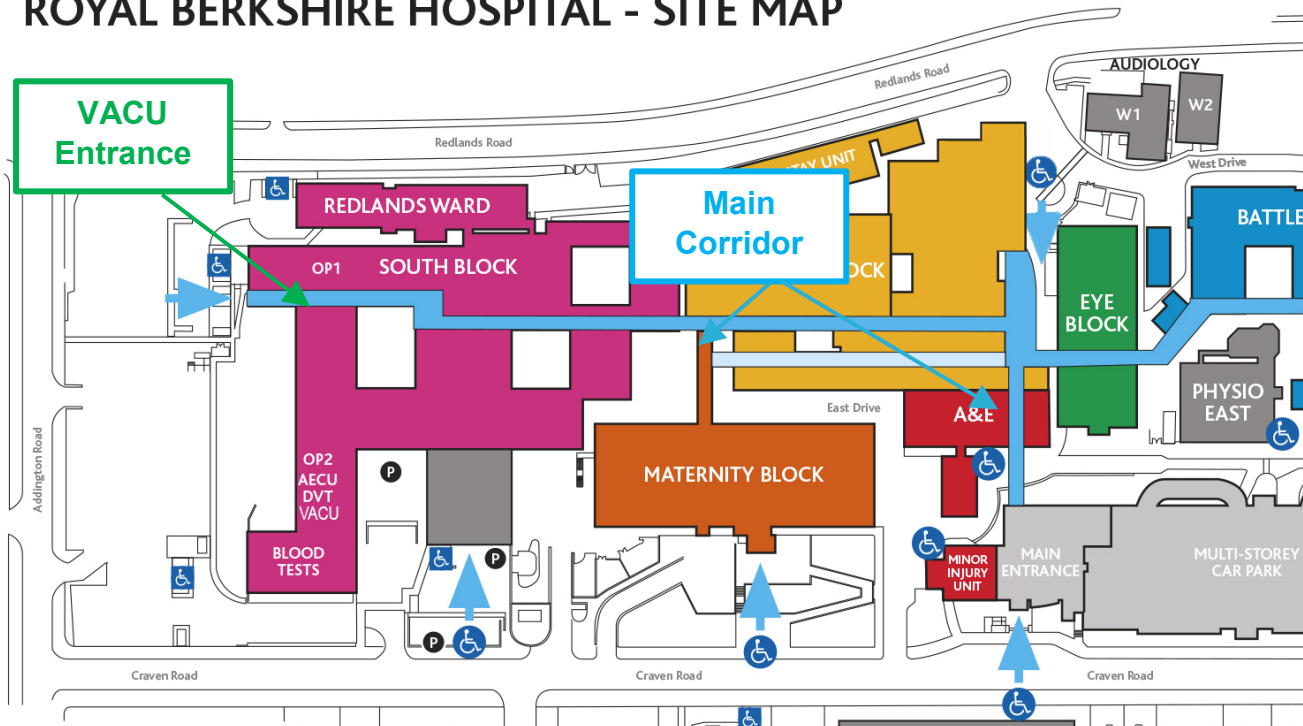 ROYAL BERKSHIRE HOSPITAL - SITE MAP
Redlands Road
AUDIOLOGY
W1
W2
VACU
Entrance
Redlands Road
West Drive
UNIT
REDLANDS WARD
Main
Corridor
BATTLE
OP1
SOUTH BLOCK
EYE
BLOCK
PHYSIO
EAST
East Drive
A&E
Addington Road
OP2
AECU
DVT
VACU
P
MATERNITY BLOCK
BLOOD
TESTS
P
MINOR
INJURY
UNIT
MAIN
ENTRANCE
MULTI-STOREY
CAR PARK
P
Craven Road
Craven Road
Craven Road